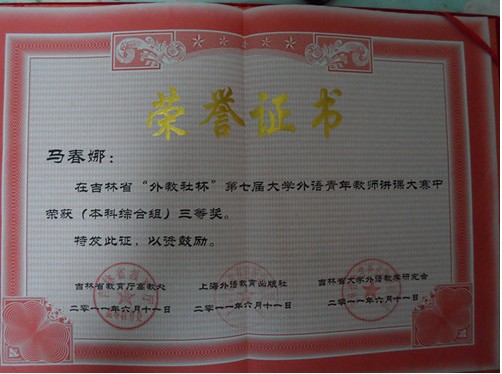 荣誉证书
马春娜：
在吉林省“外教社杯”第七届大学外语青年教师讲课大赛中
荣获（本科综合组）三等奖。
特发此证，以资鼓励。
吉林省教育厅高教处 上海外语教育出版社 吉林省大学外语教学研究会
二〇一一年六月十一日 二〇一一年六月十一日 二〇一一年六月十一日